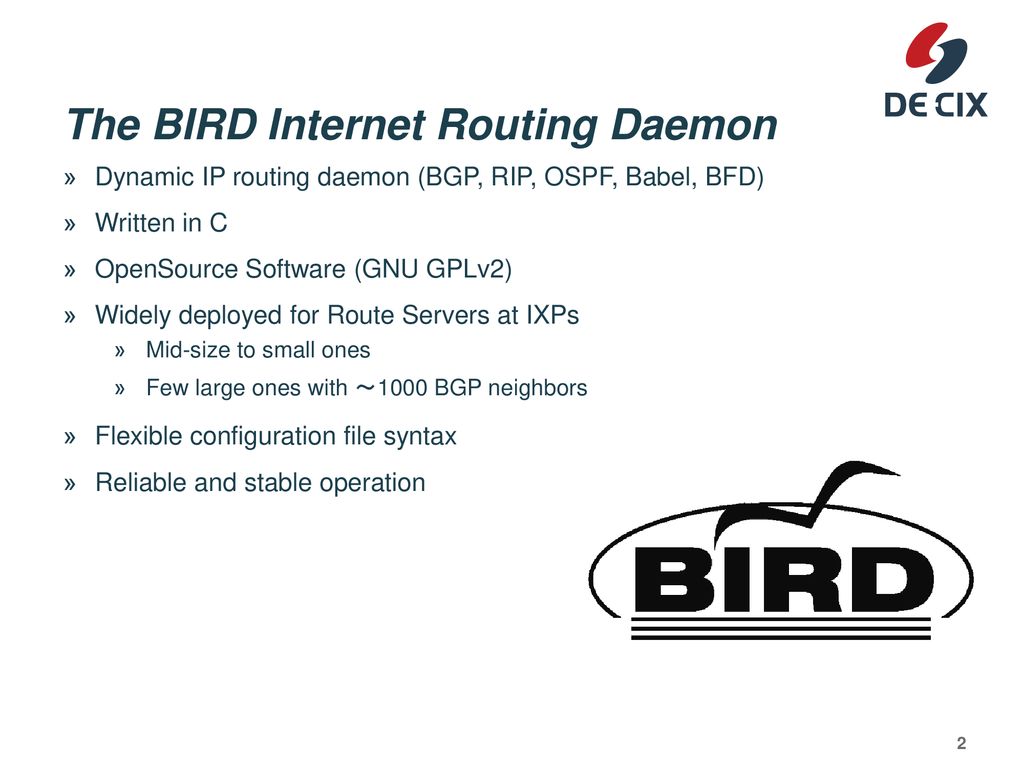 DE CIX
The BIRD Internet Routing Daemon
» Dynamic IP routing daemon (BGP, RIP, OSPF, Babel, BFD)
» Written in C
» OpenSource Software (GNU GPLv2)
» Widely deployed for Route Servers at IXPs
» Mid-size to small ones
» Few large ones with ～1000 BGP neighbors
» Flexible configuration file syntax
» Reliable and stable operation
BIRD
2